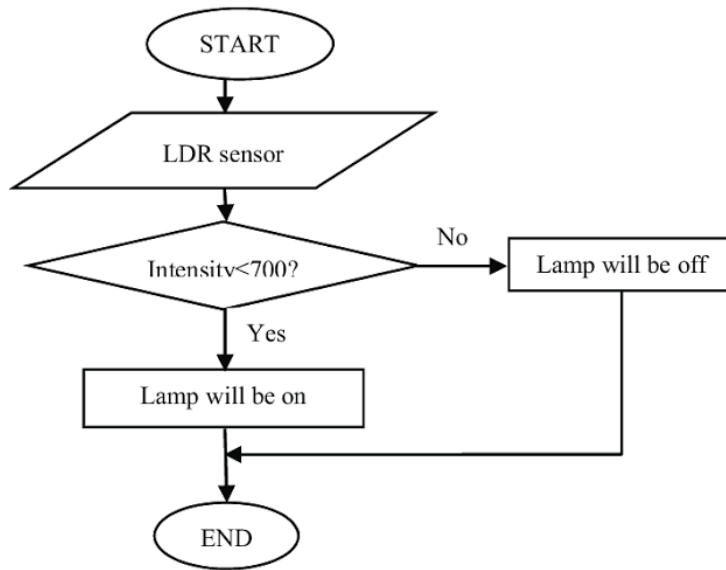 START
LDR sensor
Intensity<700?
No
Lamp will be off
Yes
Lamp will be on
END